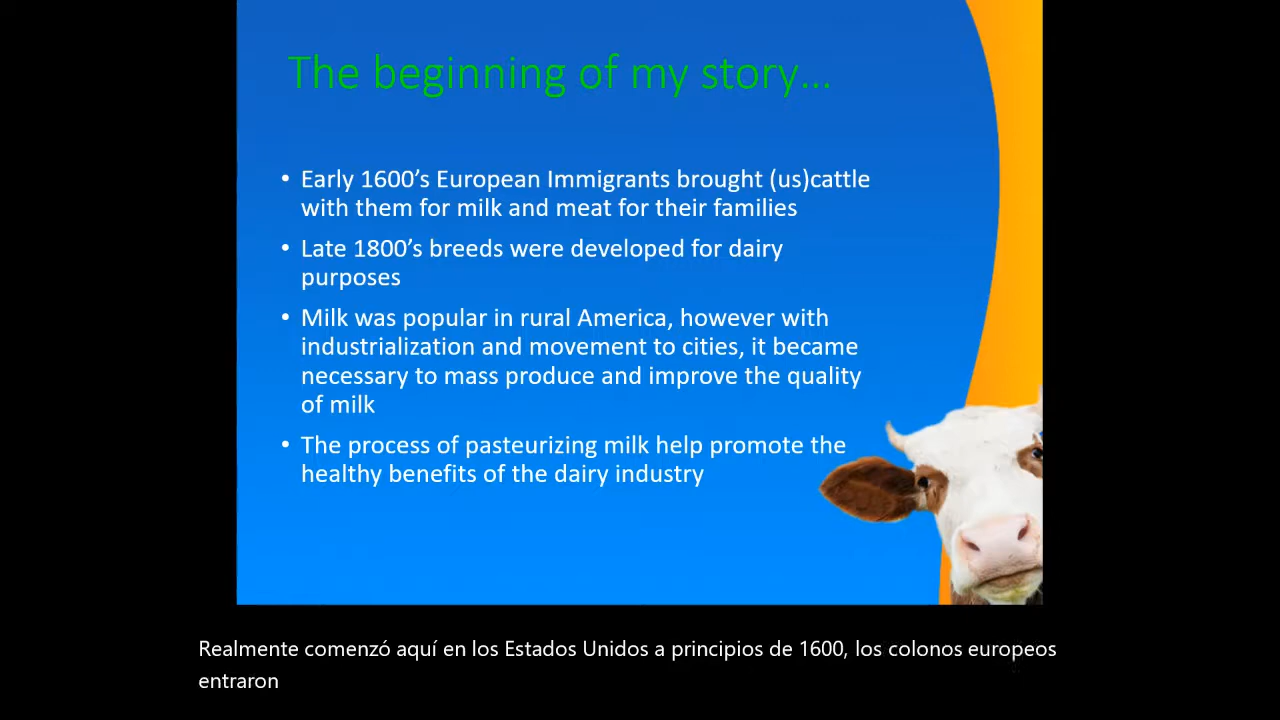 The beginning of my story...
• Early 1600's European Immigrants brought (us)cattle
with them for milk and meat for their families
• Late 1800's breeds were developed for dairy
purposes
• Milk was popular in rural America, however with
industrialization and movement to cities, it became
necessary to mass produce and improve the quality
of milk
• The process of pasteurizing milk help promote the
healthy benefits of the dairy industry
Realmente comenzó aquí en los Estados Unidos a principios de 1600, los colonos europeos
entraron